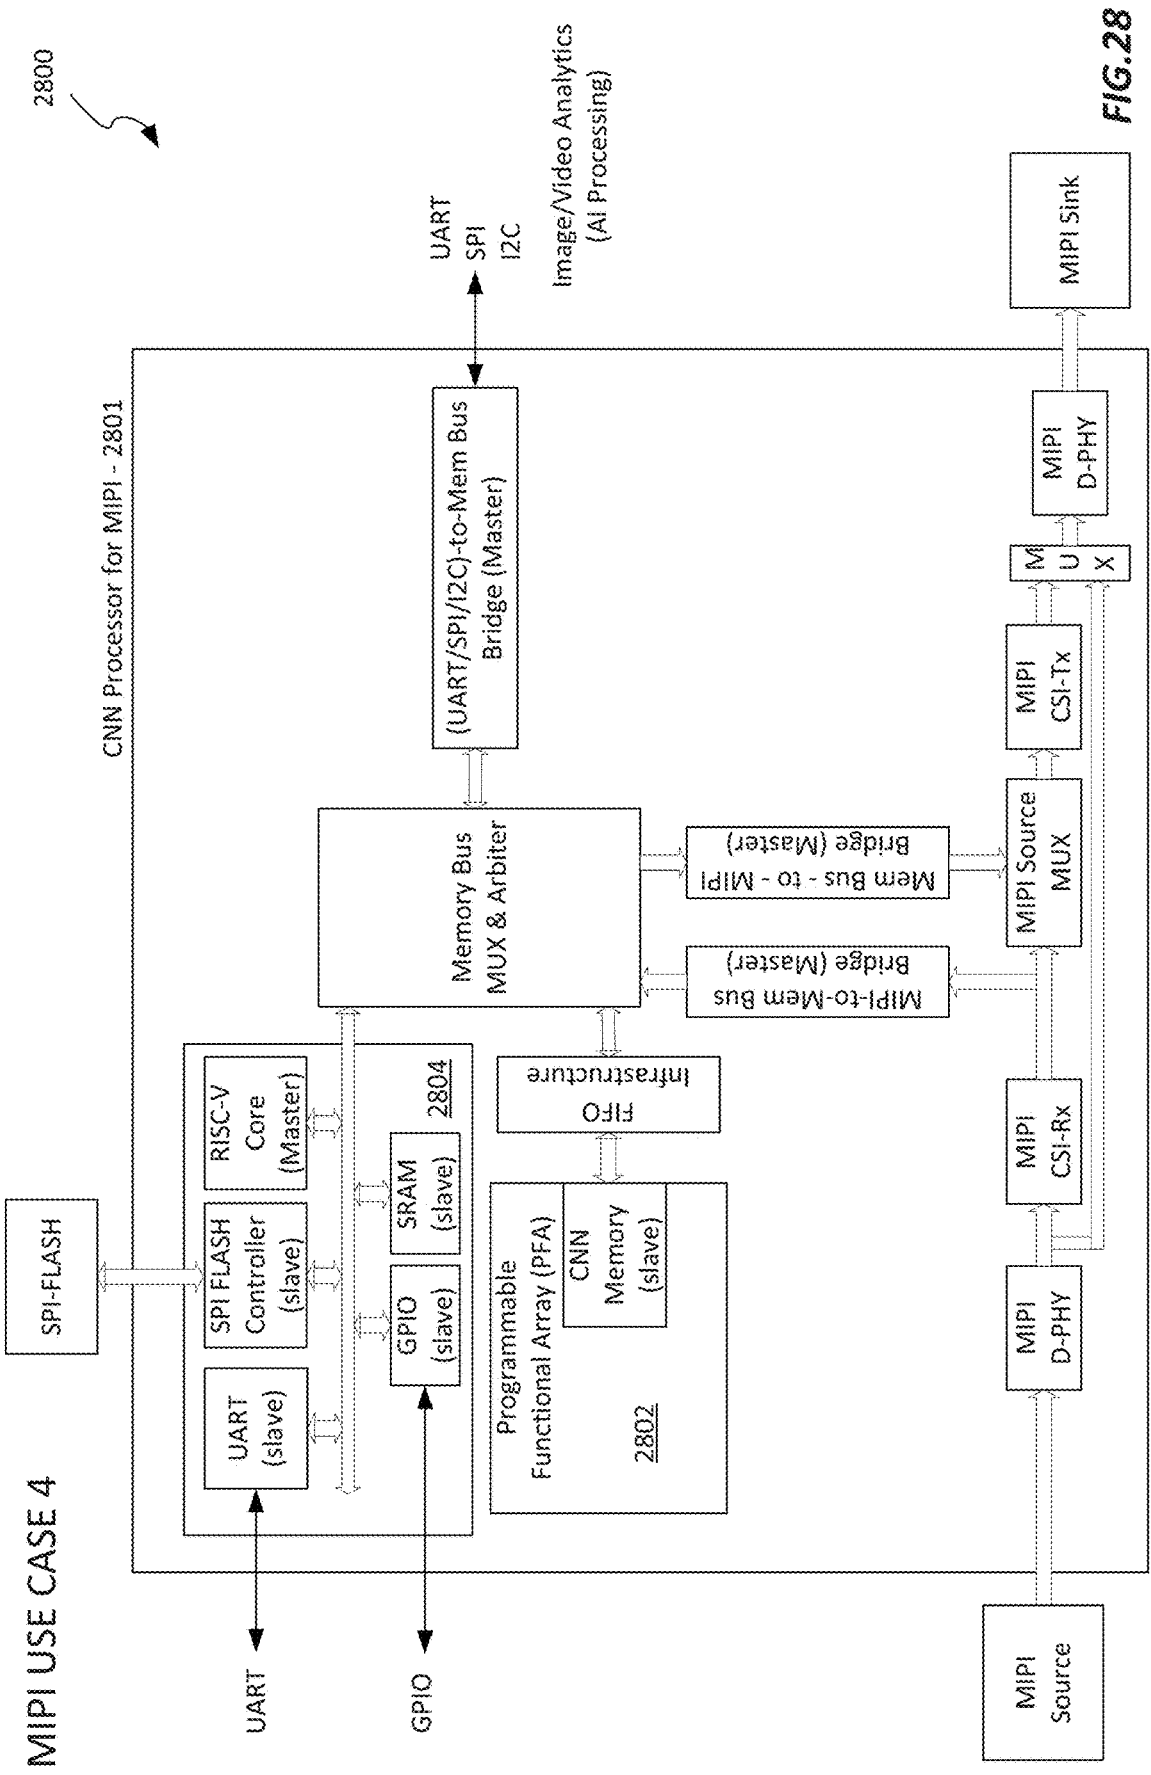 MIPI USE CASE 4
2800
SPI-FLASH
CNN Processor for MIPI - 2801
UART
(slave)
SPI FLASH
Controller
(slave)
RISC-V
Core
(Master)
UART
GPIO
(slave)
SRAM
(slave)
2804
GPIO
Memory Bus
MUX & Arbiter
(UART/SPI/I2C)-to-Mem Bus
Bridge (Master)
UART
SPI
I2C
Image/Video Analytics
(AI Processing)
Programmable
Functional Array (PFA)
CNN
Memory
(slave)
2802
FIFO
Infrastructure
MIPI-to-Mem Bus
Bridge (Master)
Mem Bus - to - MIPI
Bridge (Master)
MIPI
Source
MIPI
D-PHY
MIPI
CSI-Rx
MIPI Source
MUX
MIPI
CSI-Tx
M
U
X
MIPI
D-PHY
MIPI Sink
FIG.28